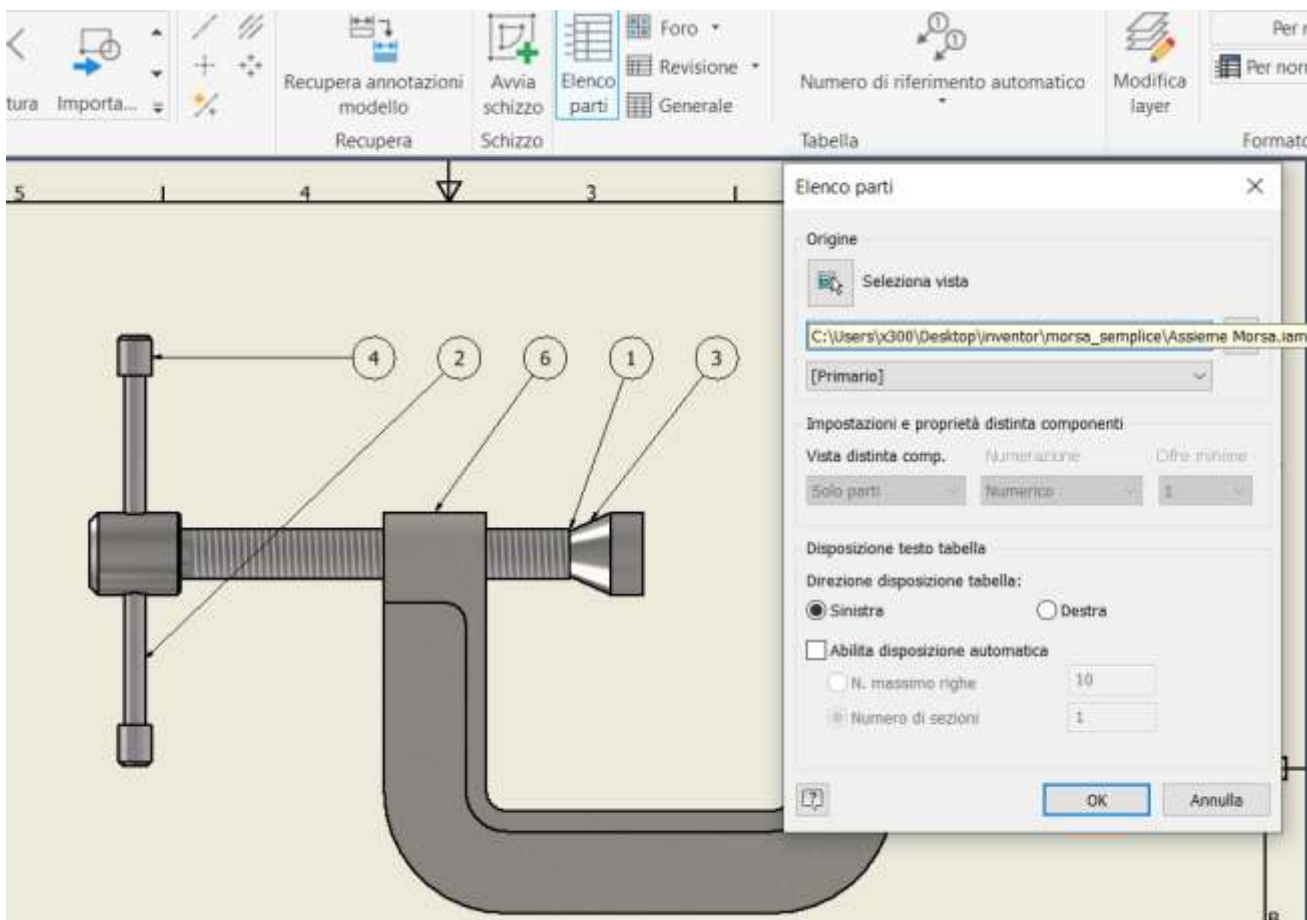 Foro
Revisione
Generale
Recupera annotazioni
modello
Avvia
schizzo
Elenco
parti
Numero di riferimento automatico
Modifica
layer
Per nor
tura
Importa...
Recupera
Schizzo
Tabella
Formato
5
4
3
4
2
6
1
3
Elenco parti
Origine
Seleziona vista
C:\Users\x300\Desktop\inventor\morsa_semplice\Assieme Morsa.iam
[Primario]
Impostazioni e proprietà distinta componenti
Vista distinta comp. Numerazione Cifre minime
Solo parti Numerico 1
Disposizione testo tabella
Direzione disposizione tabella:
Sinistra Destra
Abilita disposizione automatica
N. massimo righe 10
Numero di sezioni 1
OK Annulla
B